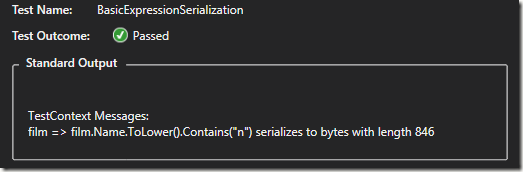 Test Name: BasicExpressionSerialization
Test Outcome: Passed
Standard Output
TestContext Messages:
film => film.Name.ToLower().Contains("n") serializes to bytes with length 846